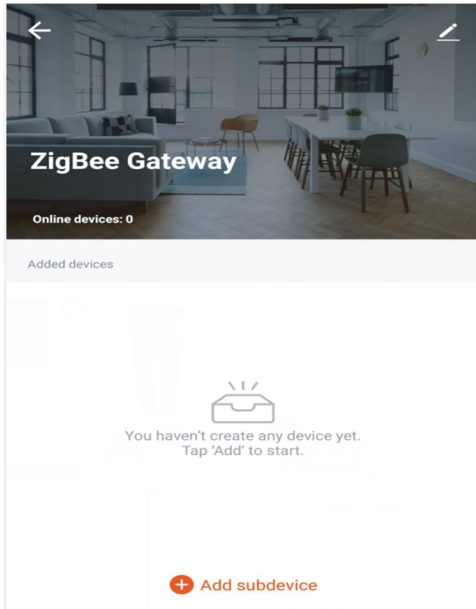 ZigBee Gateway
Online devices: 0
Added devices
You haven't create any device yet.
Tap 'Add' to start.
Add subdevice